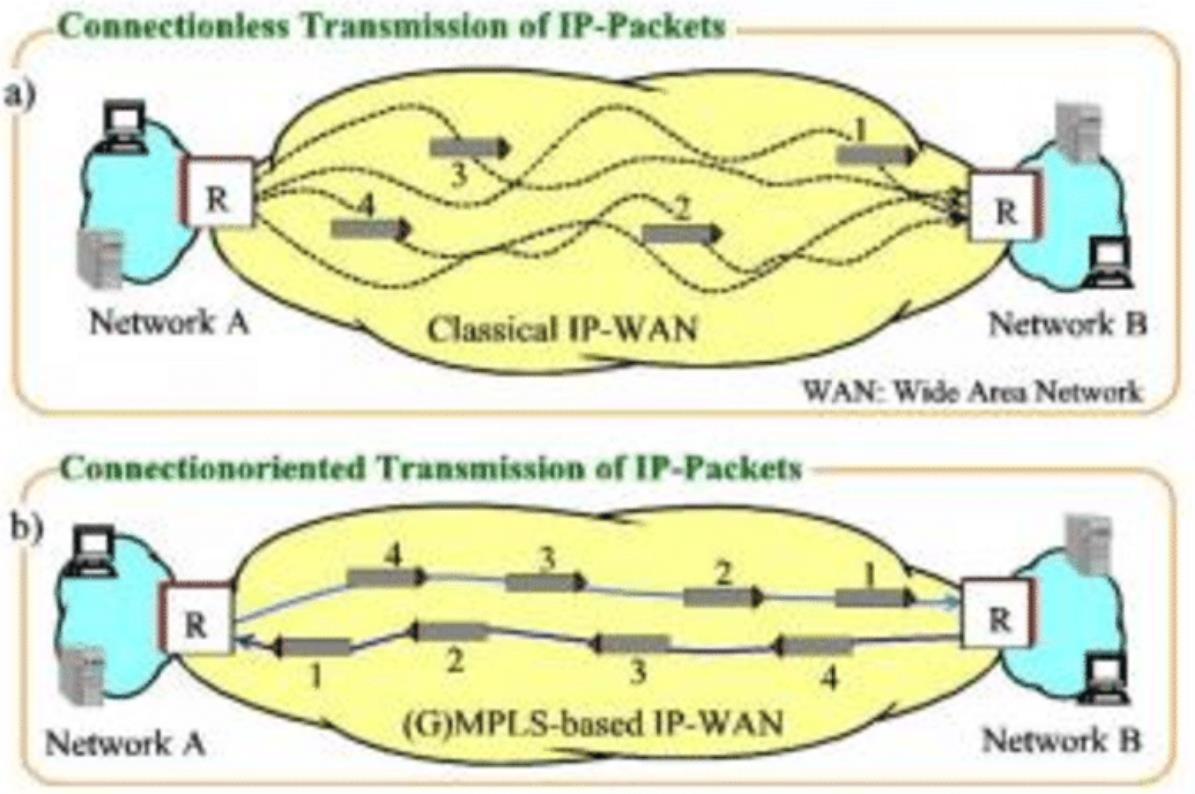 Connectionless Transmission of IP-Packets
a)
1
3
4
2
R
R
Network A
Classical IP-WAN
Network B
WAN: Wide Area Network
Connectionoriented Transmission of IP-Packets
b)
4
3
2
1
R
R
1
2
3
4
(G)MPLS-based IP-WAN
Network A
Network B